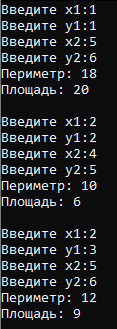 Введите x1:1
Введите y1:1
Введите x2:5
Введите y2:6
Периметр: 18
Площадь: 20
Введите x1:2
Введите y1:2
Введите x2:4
Введите y2:5
Периметр: 10
Площадь: 6
Введите x1:2
Введите y1:3
Введите x2:5
Введите y2:6
Периметр: 12
Площадь: 9